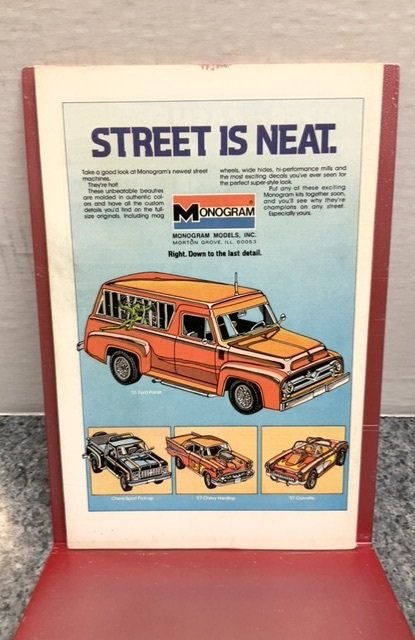 STREET IS NEAT.
Take a good look at Monogram's newest street
machines.
They're hot!
These unbeatable beauties
are molded in authentic col-
ors and have all the custom
details you'd find on the full-
size originals. Including mag
wheels, wide hides, hi-performance mills and
the most exciting decals you've ever seen for
the perfect super-style look.
Put any of these exciting
Monogram kits together soon,
and you'll see why they're
champions on any street.
Especially yours.
MONOGRAM
MONOGRAM MODELS, INC.
MORTON GROVE, ILL. 60053
Right. Down to the last detail.
'55 Ford Panel
Chevy Sport Pick-up
'57 Chevy Hardtop
'57 Corvette